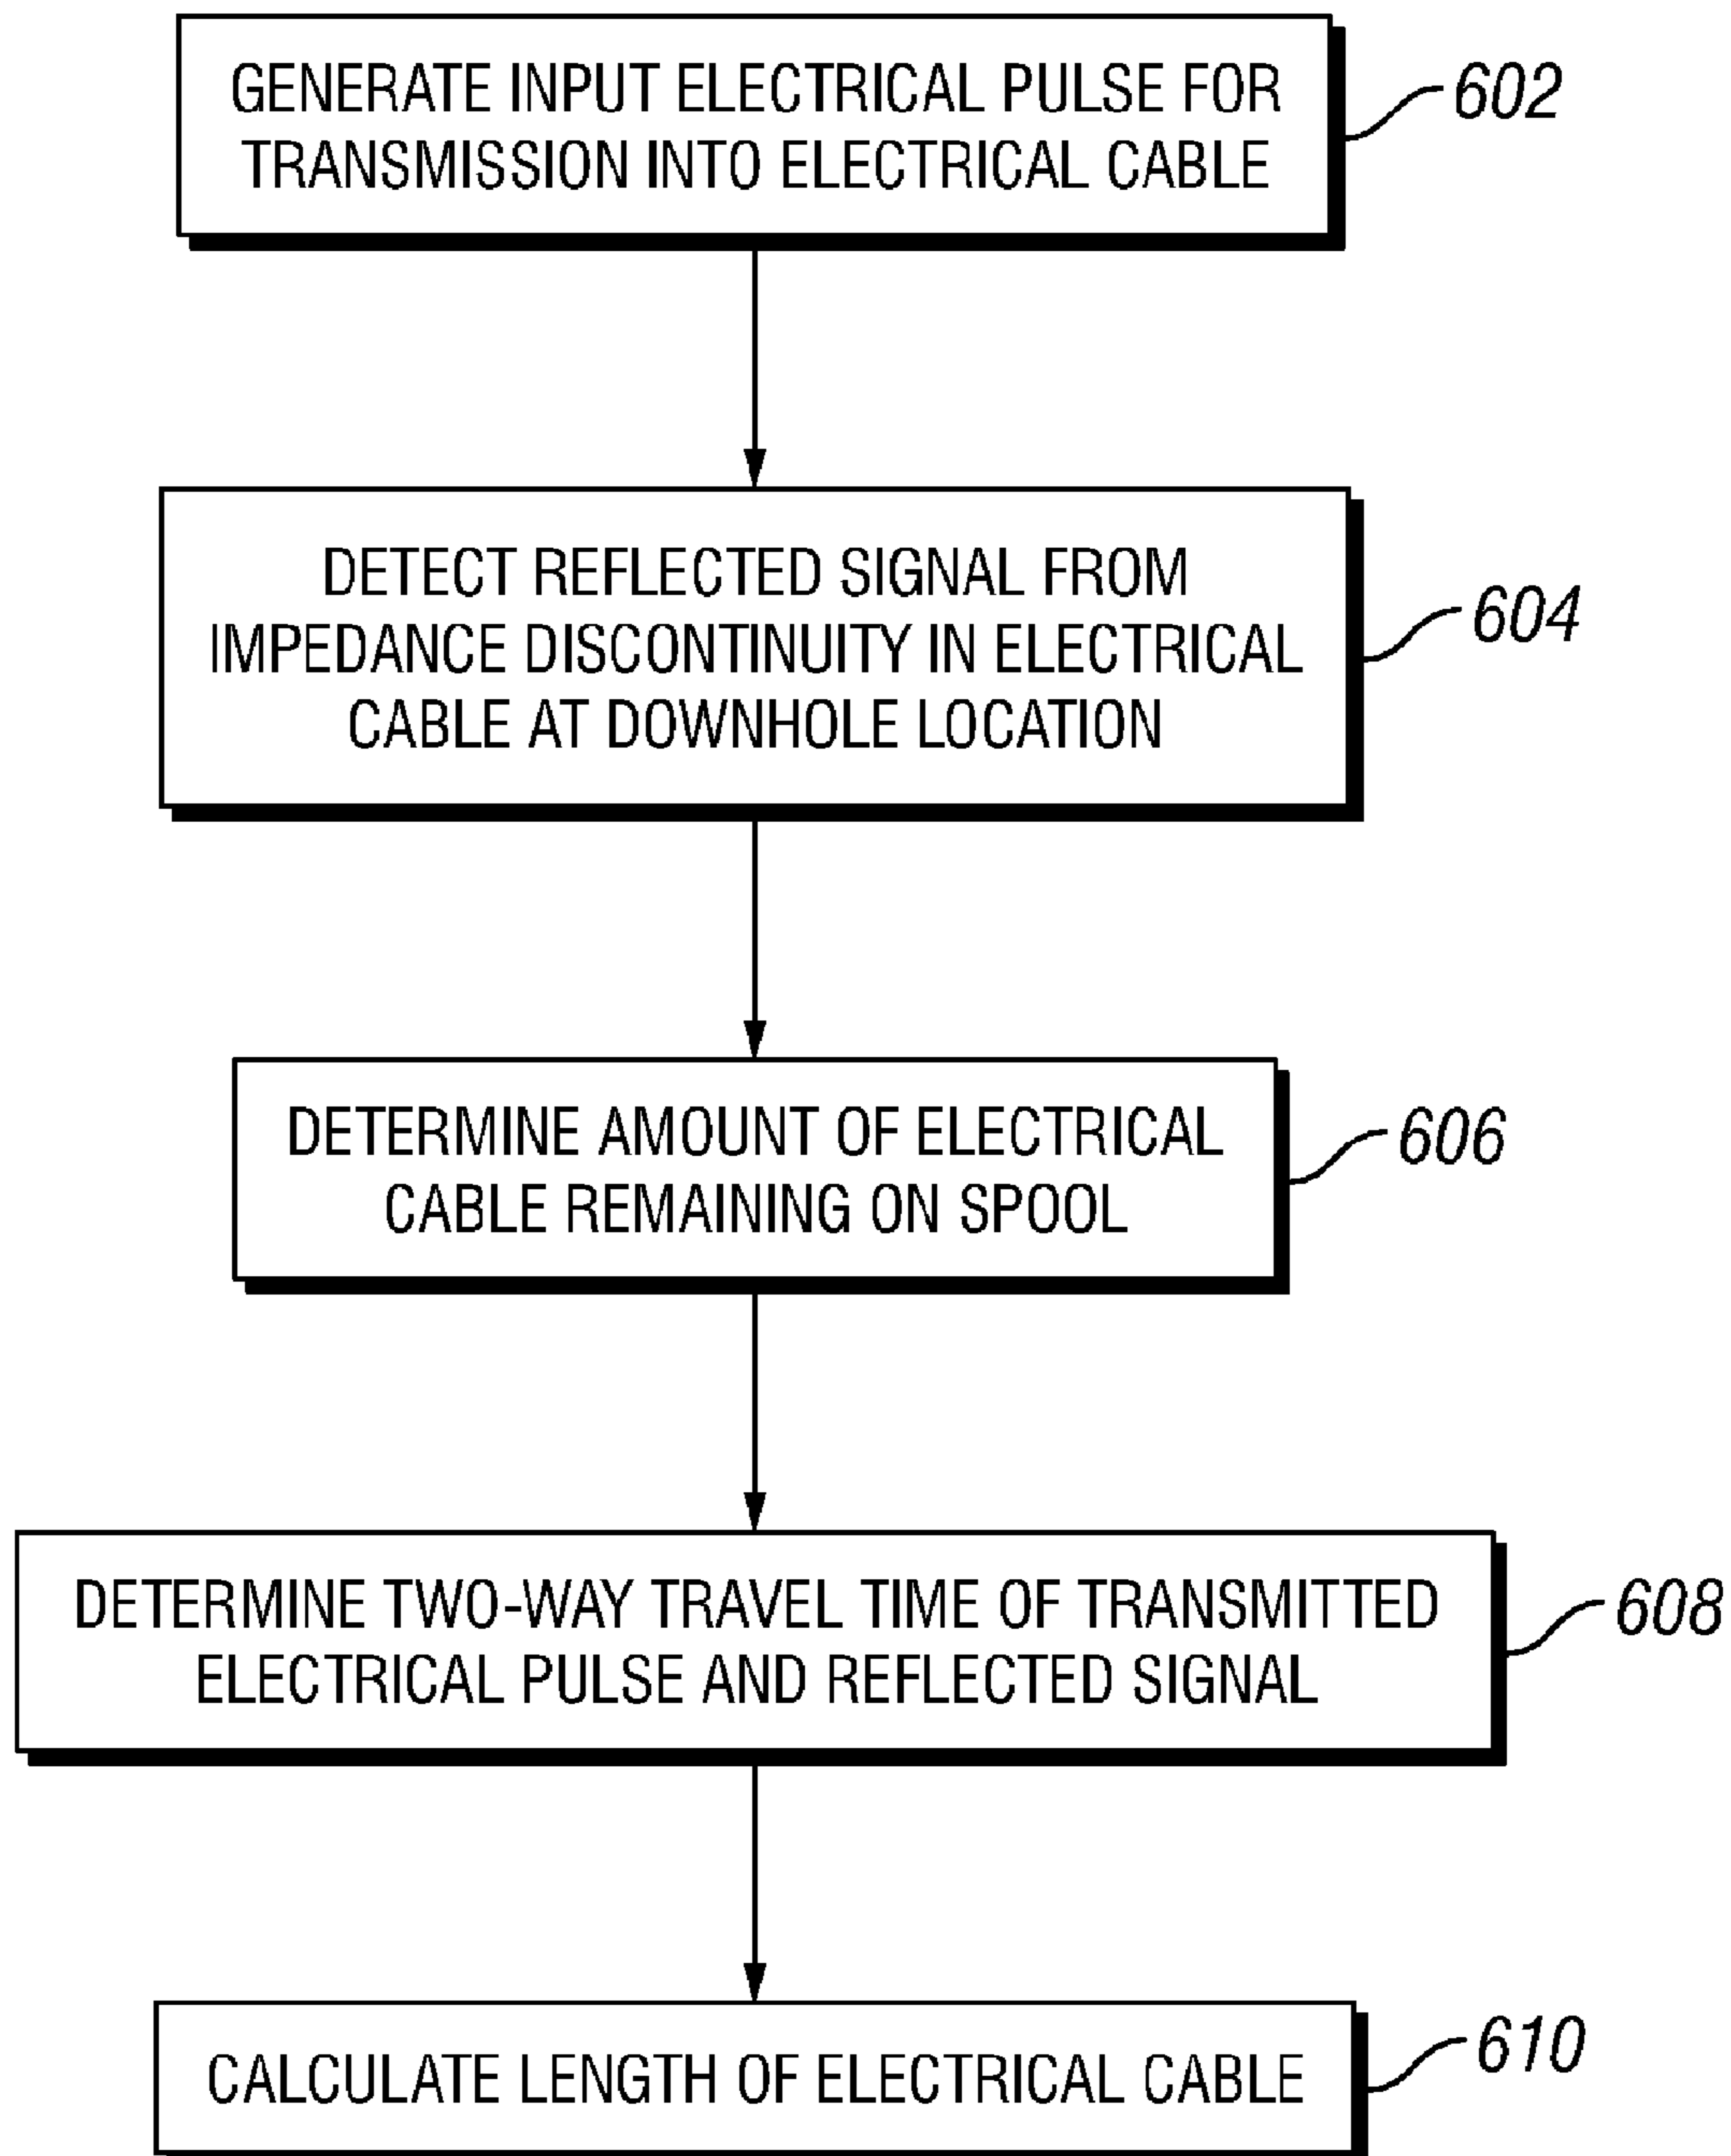 GENERATE INPUT ELECTRICAL PULSE FOR
TRANSMISSION INTO ELECTRICAL CABLE
602
DETECT REFLECTED SIGNAL FROM
IMPEDANCE DISCONTINUITY IN ELECTRICAL
CABLE AT DOWNHOLE LOCATION
604
DETERMINE AMOUNT OF ELECTRICAL
CABLE REMAINING ON SPOOL
606
DETERMINE TWO-WAY TRAVEL TIME OF TRANSMITTED
ELECTRICAL PULSE AND REFLECTED SIGNAL
608
CALCULATE LENGTH OF ELECTRICAL CABLE
610